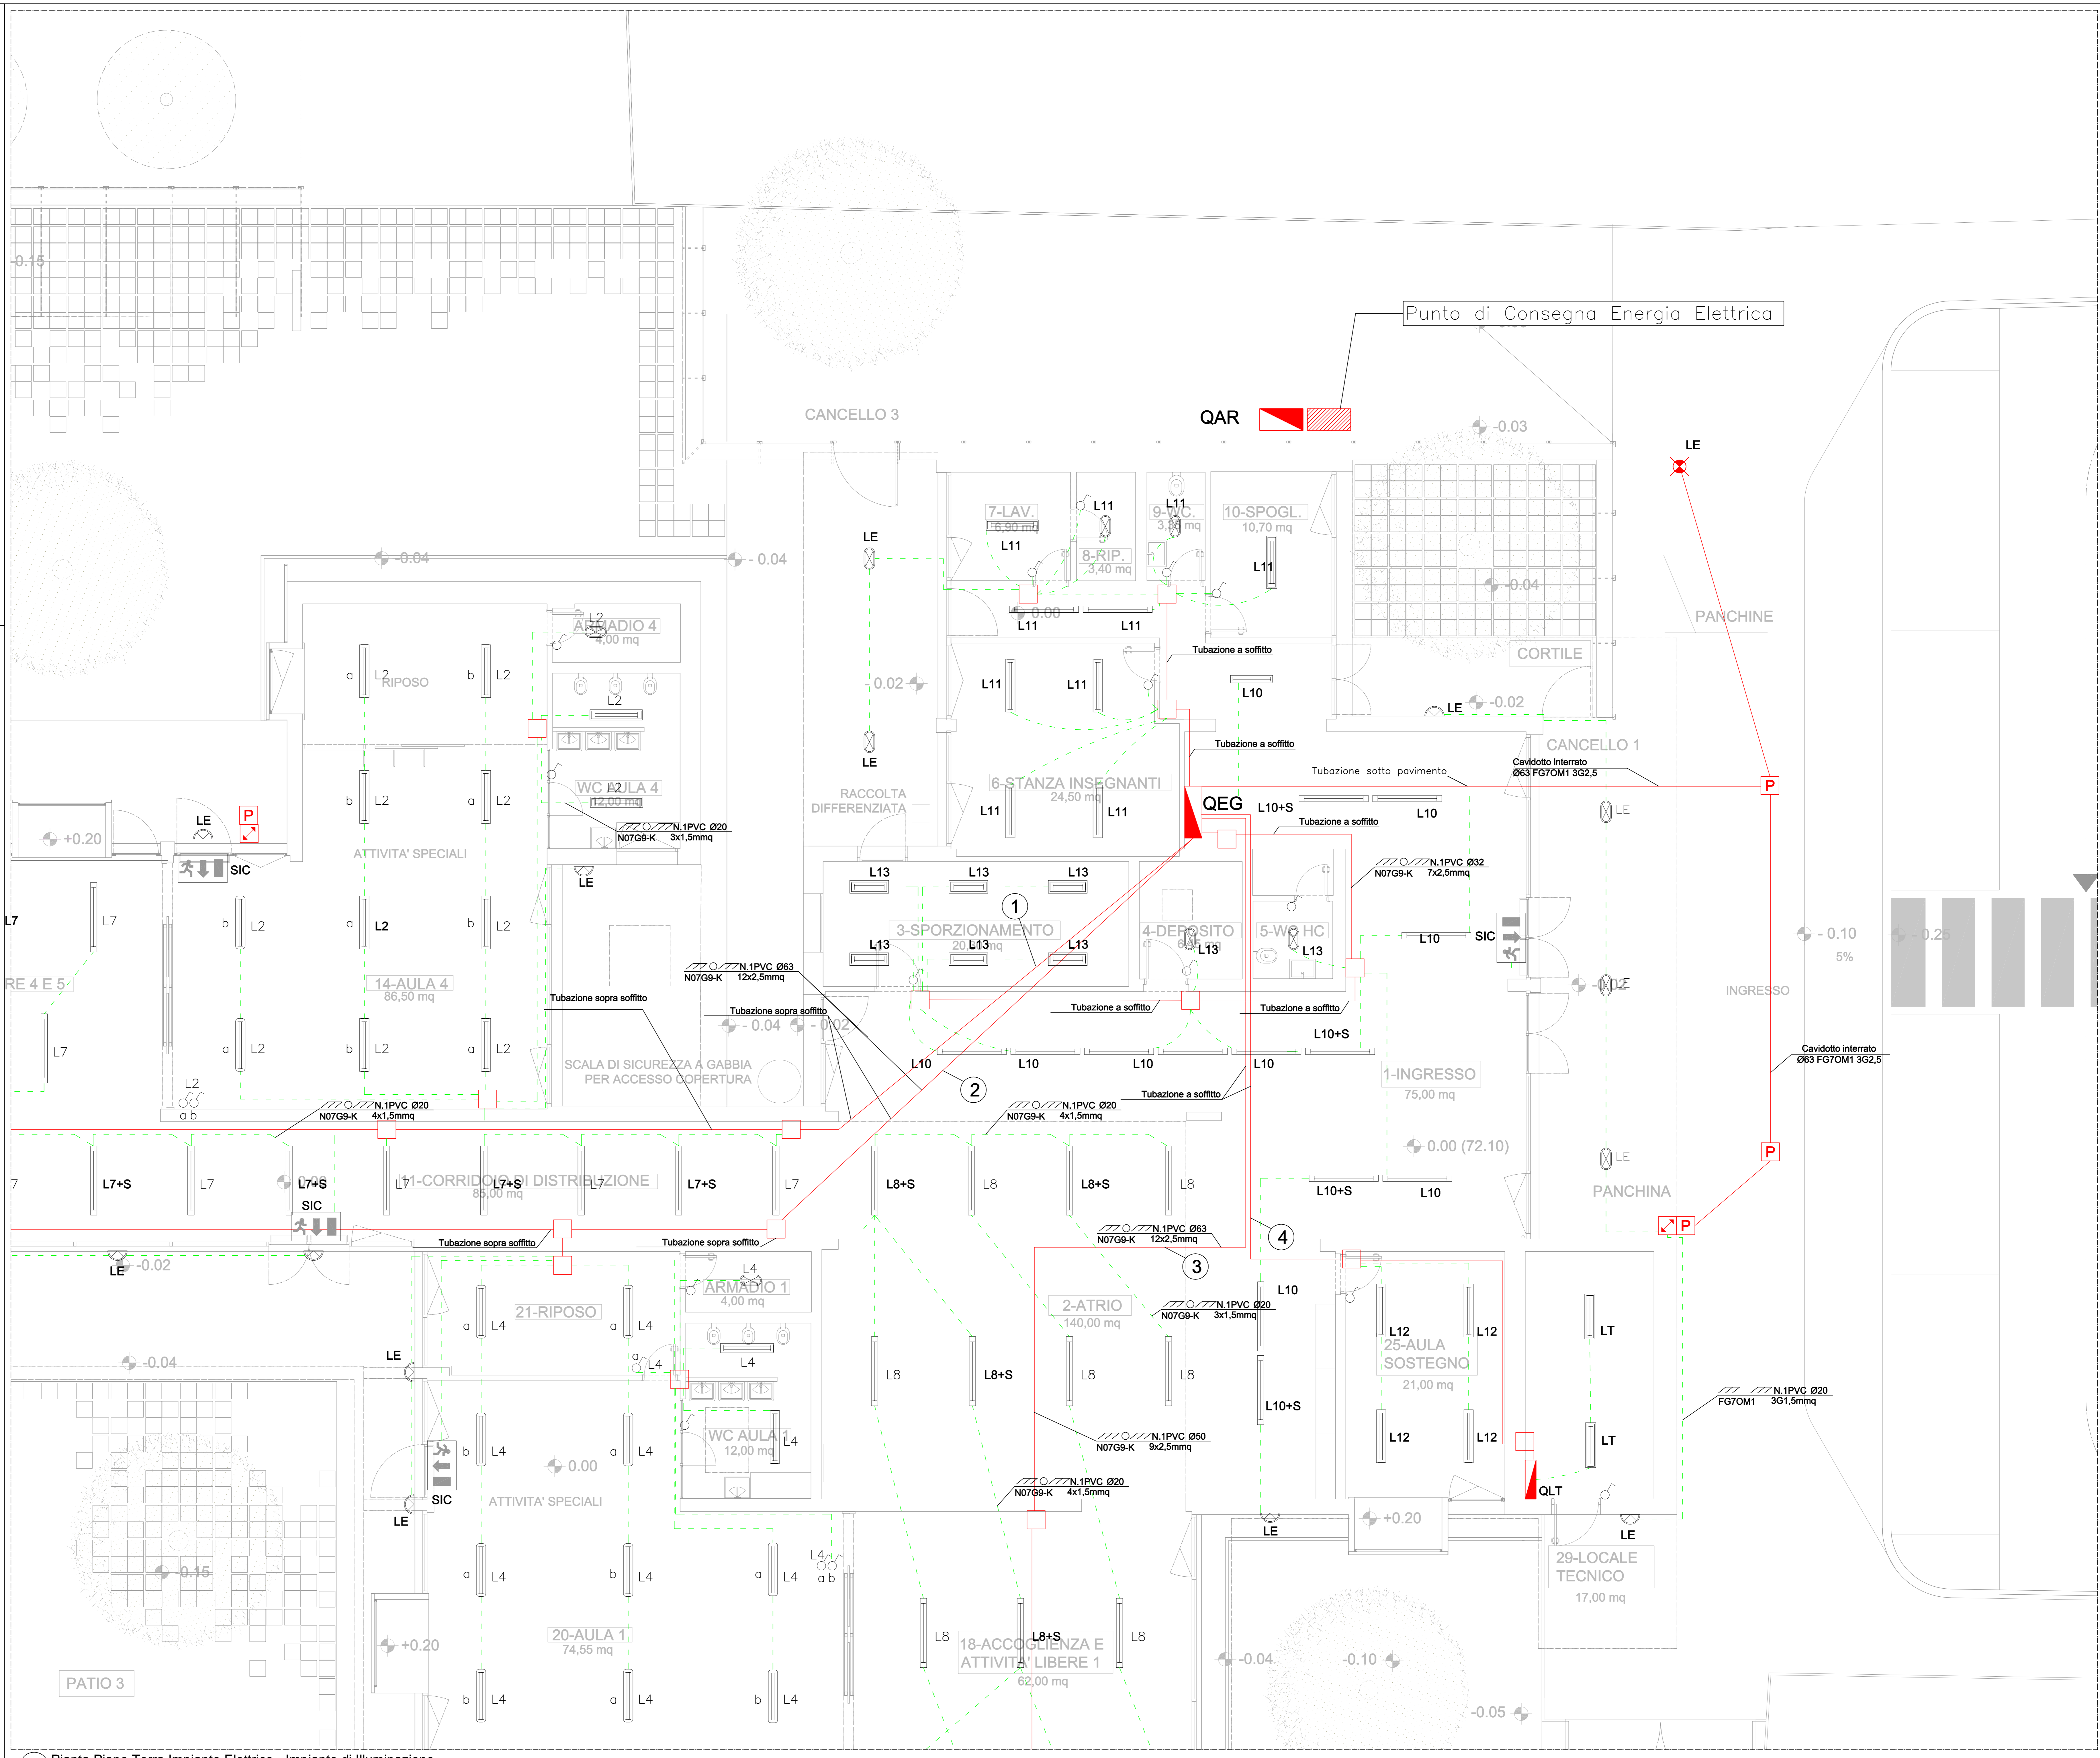 -0.15
Punto di Consegna Energia Elettrica
CANCELLO 3
QAR
-0.03
LE
7-LAV.
6,90 mq
L11
L11
8-RIP.
3,40 mq
9-WC.
L11
10-SPOGL.
10,70 mq
L11
LE
-0.04
- 0.04
-0.04
PANCHINE
0.00
L11
L11
ARMADIO 4
4,00 mq
L2
Tubazione a soffitto
CORTILE
a
L2
RIPOSO
b
L2
L2
- 0.02
L11
L11
L10
LE
-0.02
LE
Tubazione a soffitto
CANCELLO 1
Tubazione sotto pavimento
Cavidotto interrato
Ø63 FG7OM1 3G2,5
P
6-STANZA INSEGNANTI
24,50 mq
L11
L11
RACCOLTA
DIFFERENZIATA
b
L2
a
L2
WC AULA 4
12,00 mq
L2
QEG
L10+S
L10
LE
Tubazione a soffitto
P
LE
+0.20
N.1PVC Ø20
N07G9-K 3x1,5mmq
ATTIVITA' SPECIALI
SIC
LE
N.1PVC Ø32
N07G9-K 7x2,5mmq
L13
L13
L13
1
L7
L7
b
L2
a
L2
b
L2
3-SPORZIONAMENTO
4-DEPOSITO
5-WC HC
L13
L13
L13
L13
L13
L10
SIC
- 0.10
5%
-0.25
RE 4 E 5
14-AULA 4
86,50 mq
N.1PVC Ø63
N07G9-K 12x2,5mmq
LE
INGRESSO
Tubazione sopra soffitto
Tubazione sopra soffitto
Tubazione a soffitto
Tubazione a soffitto
- 0.04
- 0.02
L7
a
L2
b
L2
a
L2
L10+S
L10
L10
L10
L10
Cavidotto interrato
Ø63 FG7OM1 3G2,5
SCALA DI SICUREZZA A GABBIA
PER ACCESSO COPERTURA
2
1-INGRESSO
75,00 mq
L2
a b
Tubazione a soffitto
N.1PVC Ø20
N07G9-K 4x1,5mmq
N.1PVC Ø20
N07G9-K 4x1,5mmq
0.00 (72.10)
P
LE
7
L7+S
L7
L7+S
L7
L7+S
L7
L7+S
L7
L8+S
L8
L8+S
L8
11-CORRIDOIO DI DISTRIBUZIONE
85,00 mq
L10+S
L10
PANCHINA
SIC
P
Tubazione sopra soffitto
Tubazione sopra soffitto
N.1PVC Ø63
N07G9-K 12x2,5mmq
4
3
LE
-0.02
L4
ARMADIO 1
4,00 mq
L10
21-RIPOSO
a
L4
a
L4
2-ATRIO
140,00 mq
N.1PVC Ø20
N07G9-K 3x1,5mmq
L12
L12
LT
25-AULA
SOSTEGNO
21,00 mq
LE
-0.04
a
L4
L4
L8
L8+S
L8
L8
L10+S
N.1PVC Ø20
FG7OM1 3G1,5mmq
WC AULA 1
12,00 mq
L4
b
L4
a
L4
N.1PVC Ø50
N07G9-K 9x2,5mmq
L12
L12
LT
0.00
SIC
ATTIVITA' SPECIALI
N.1PVC Ø20
N07G9-K 4x1,5mmq
QLT
LE
LE
+0.20
LE
-0.15
a
L4
b
L4
a
L4
L4
a b
29-LOCALE
TECNICO
17,00 mq
+0.20
20-AULA 1
74,55 mq
L8
L8+S
L8
18-ACCOGLIENZA E
ATTIVITA' LIBERE 1
62,00 mq
-0.04
-0.10
PATIO 3
b
L4
a
L4
b
L4
-0.05
Pianta Piano Terra Impianto Elettrico - Impianto di Illuminazione